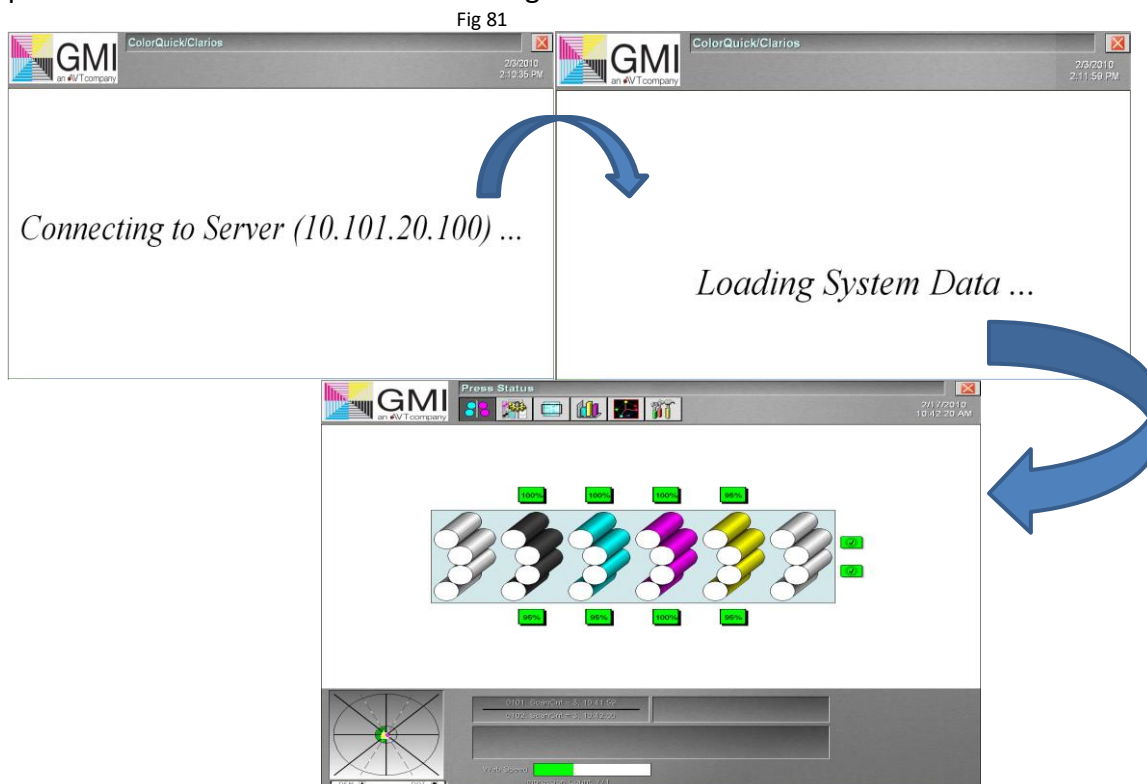 Fig 81
GMI
an AVT company
ColorQuick/Clarios
2/3/2010
2:10:35 PM
Connecting to Server (10.101.20.100) ...
GMI
an AVT company
ColorQuick/Clarios
2/3/2010
2:11:59 PM
Loading System Data ...
GMI
an AVT company
Press Status
2/17/2010
10:42:20 AM
100% 100% 100% 95%
95% 95% 100% 95%
Web Speed